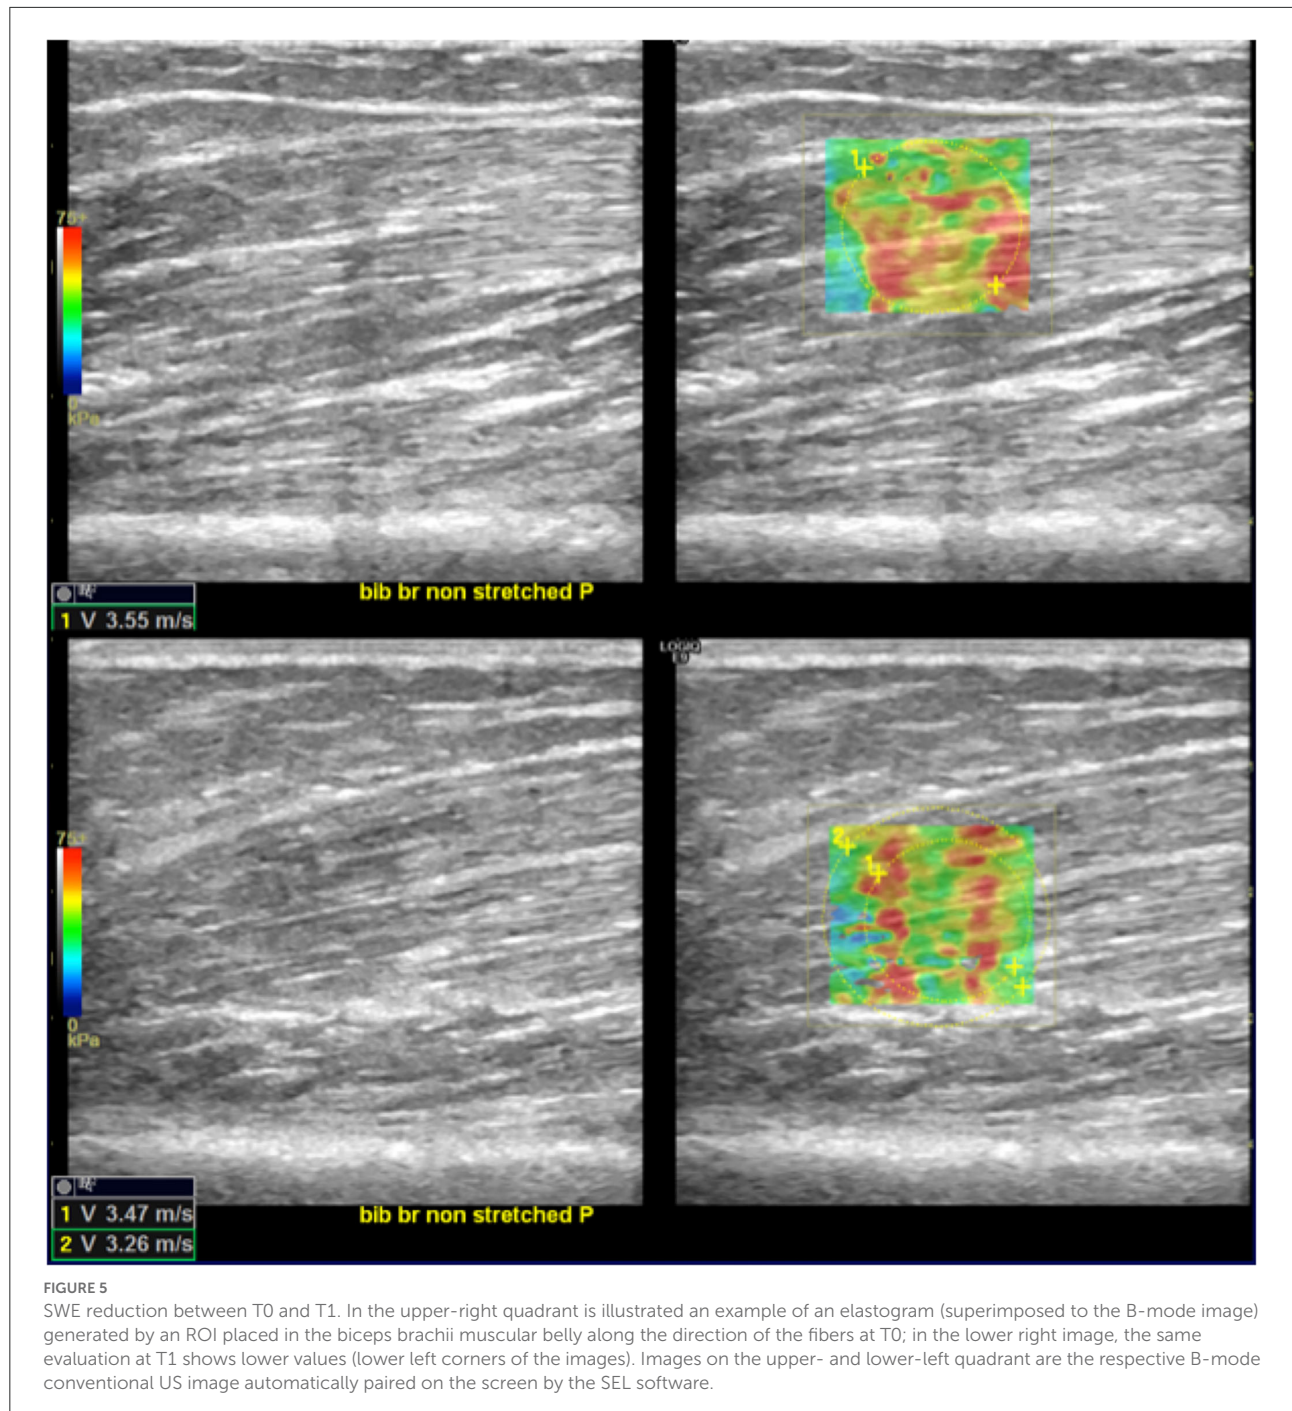 75+
0
kPa
1
bib br non stretched P
1 V 3.55 m/s
LOGIQ
E9
75+
0
kPa
2
1
bib br non stretched P
1 V 3.47 m/s
2 V 3.26 m/s
FIGURE 5
SWE reduction between T0 and T1. In the upper-right quadrant is illustrated an example of an elastogram (superimposed to the B-mode image)
generated by an ROI placed in the biceps brachii muscular belly along the direction of the fibers at T0; in the lower right image, the same
evaluation at T1 shows lower values (lower left corners of the images). Images on the upper- and lower-left quadrant are the respective B-mode
conventional US image automatically paired on the screen by the SEL software.